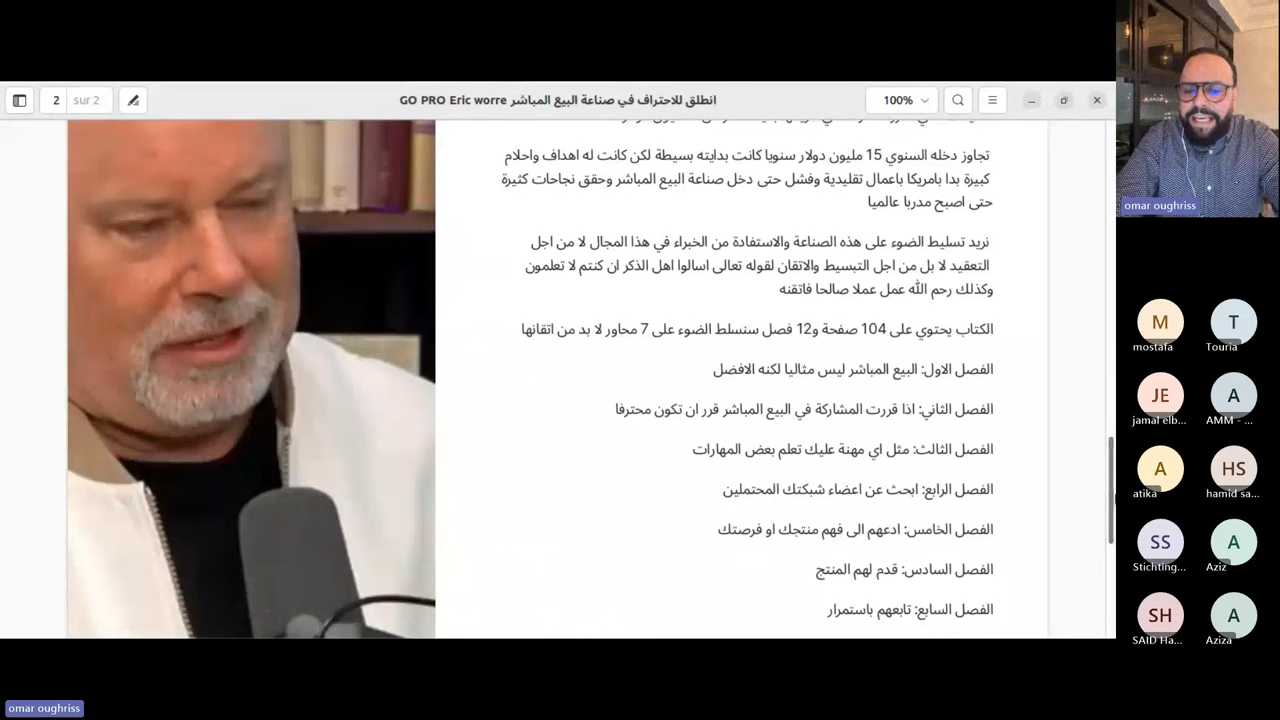 2 sur 2
انطلق للاحتراف في صناعة البيع المباشر GO PRO Eric worre
100%
تجاوز دخله السنوي 15 مليون دولار سنويا كانت بدايته بسيطة لكن كانت له اهداف واحلام
كبيرة بدا بامريكا باعمال تقليدية وفشل حتى دخل صناعة البيع المباشر وحقق نجاحات كثيرة
حتى اصبح مدربا عالميا
نريد تسليط الضوء على هذه الصناعة والاستفادة من الخبراء في هذا المجال لا من اجل
التعقيد لا بل من اجل التبسيط والاتقان لقوله تعالى اسالوا اهل الذكر ان كنتم لا تعلمون
وكذلك رحم الله عمل عملا صالحا فاتقنه
الكتاب يحتوي على 104 صفحة و12 فصل سنسلط الضوء على 7 محاور لا بد من اتقانها
الفصل الاول: البيع المباشر ليس مثاليا لكنه الافضل
الفصل الثاني: اذا قررت المشاركة في البيع المباشر قرر ان تكون محترفا
الفصل الثالث: مثل اي مهنة عليك تعلم بعض المهارات
الفصل الرابع: ابحث عن اعضاء شبكتك المحتملين
الفصل الخامس: ادعهم الى فهم منتجك او فرصتك
الفصل السادس: قدم لهم المنتج
الفصل السابع: تابعهم باستمرار
omar oughriss
M
mostafa
T
Touria
JE
jamal elb...
A
AMM - ...
A
atika
HS
hamid sa...
SS
Stichting...
A
Aziz
SH
SAID Ha...
A
Aziza
omar oughriss